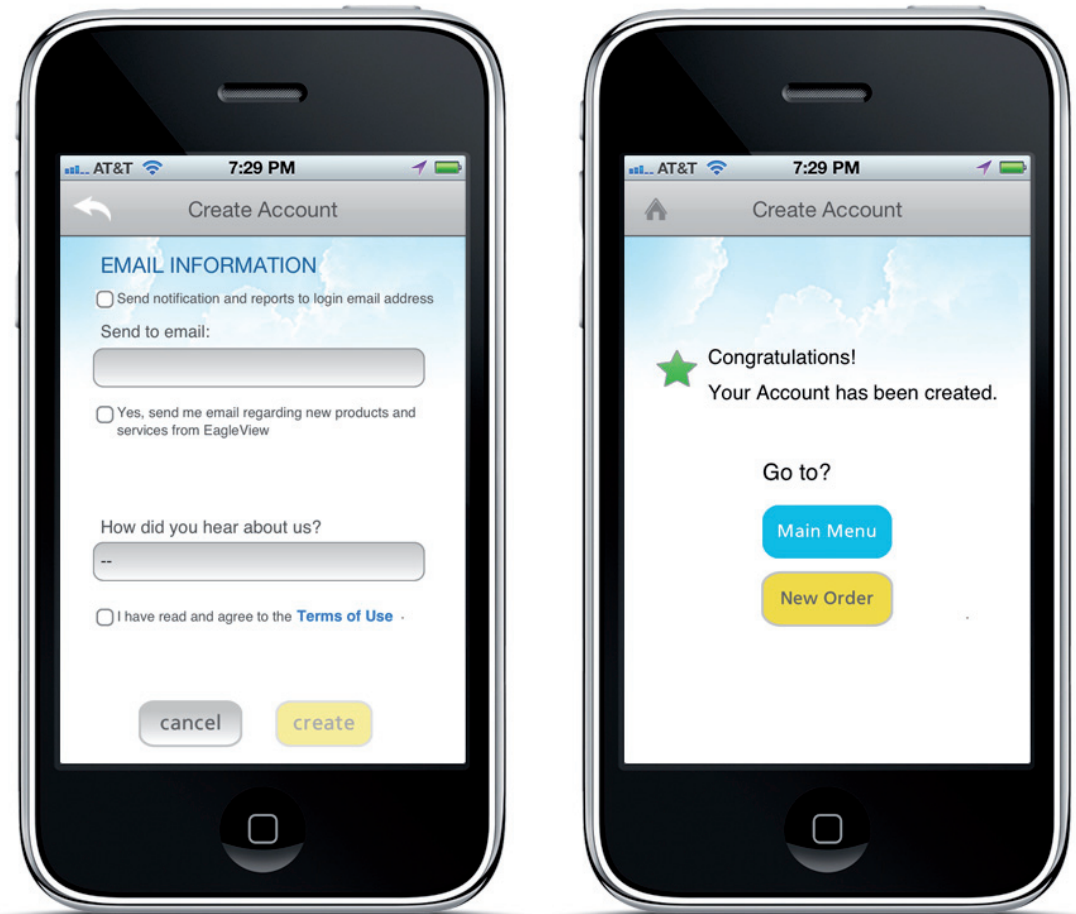 AT&T 7:29 PM
Create Account
EMAIL INFORMATION
Send notification and reports to login email address
Send to email:
Yes, send me email regarding new products and
services from EagleView
How did you hear about us?
--
I have read and agree to the Terms of Use
cancel create
AT&T 7:29 PM
Create Account
Congratulations!
Your Account has been created.
Go to?
Main Menu
New Order